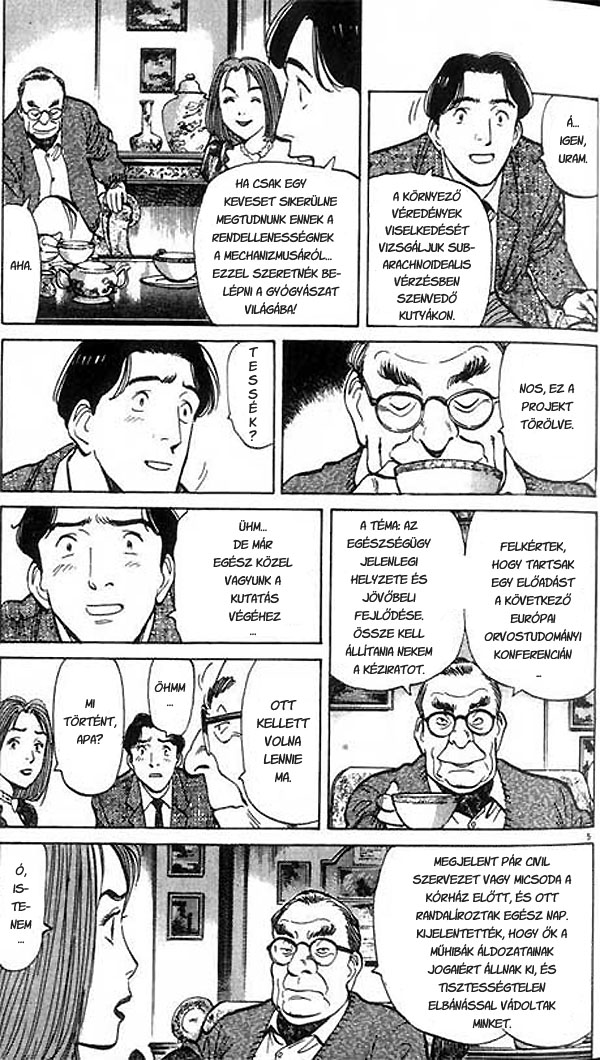 Á...
IGEN,
URAM.
A KÖRNYEZŐ
VÉREDÉNYEK
VISELKEDÉSÉT
VIZSGÁLJUK SUB-
ARACHNOIDEALIS
VÉRZÉSBEN
SZENVEDŐ
KUTYÁKON.
HA CSAK EGY
KEVESET SIKERÜLNE
MEGTUDNUNK ENNEK A
RENDELLENESSÉGNEK
A MECHANIZMUSÁRÓL...
EZZEL SZERETNÉK BE-
LÉPNI A GYÓGYÁSZAT
VILÁGÁBA!
AHA.
NOS, EZ A
PROJEKT
TÖRÖLVE.
T
E
S
S
É
K
?
FELKÉRTEK,
HOGY TARTSAK
EGY ELŐADÁST
A KÖVETKEZŐ
EURÓPAI
ORVOSTUDOMÁNYI
KONFERENCIÁN
..
A TÉMA: AZ
EGÉSZSÉGÜGY
JELENLEGI
HELYZETE ÉS
JÖVŐBELI
FEJLŐDÉSE.
ÖSSZE KELL
ÁLLÍTANIA NEKEM
A KÉZIRATOT.
ÜHM...
DE MÁR
EGÉSZ KÖZEL
VAGYUNK A
KUTATÁS
VÉGÉHEZ
...
OTT
KELLETT
VOLNA
LENNIE
MA.
ÖHMM
...
MI
TÖRTÉNT,
APA?
5
MEGJELENT PÁR CIVIL
SZERVEZET VAGY MICSODA A
KÓRHÁZ ELŐTT, ÉS OTT
RANDALÍROZTAK EGÉSZ NAP.
KIJELENTETTÉK, HOGY ŐK A
MŰHIBÁK ÁLDOZATAINAK
JOGAIÉRT ÁLLNAK KI, ÉS
TISZTESSÉGTELEN
ELBÁNÁSSAL VÁDOLTAK
MINKET.
Ó,
IS-
TE-
NEM
...